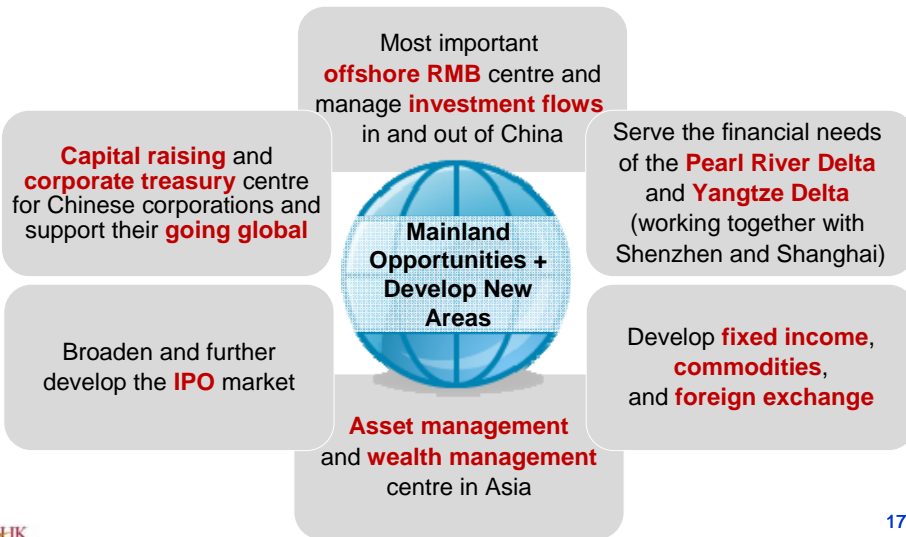 Most important
offshore RMB centre and
manage investment flows
in and out of China
Capital raising and
corporate treasury centre
for Chinese corporations and
support their going global
Serve the financial needs
of the Pearl River Delta
and Yangtze Delta
(working together with
Shenzhen and Shanghai)
Mainland
Opportunities +
Develop New
Areas
Broaden and further
develop the IPO market
Develop fixed income,
commodities,
and foreign exchange
Asset management
and wealth management
centre in Asia
17